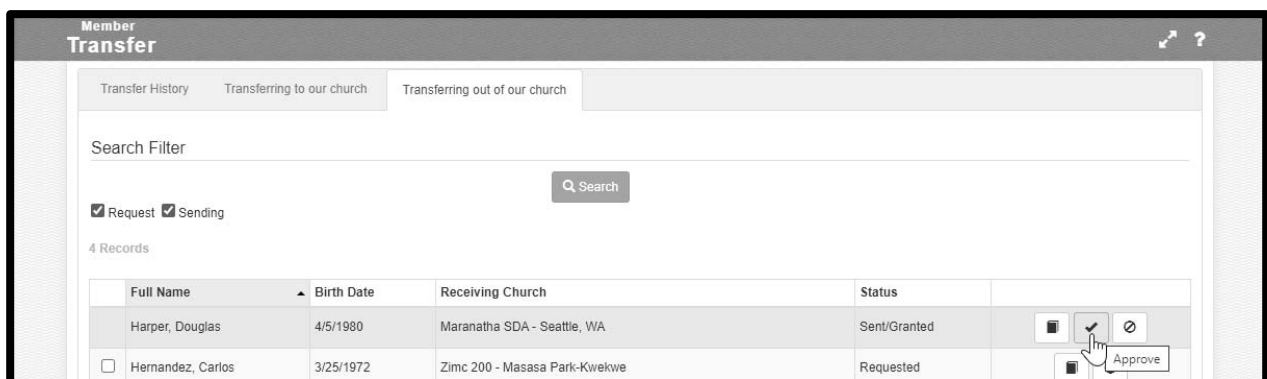 Member
Transfer
?
Transfer History Transferring to our church Transferring out of our church
Search Filter
Search
Request Sending
4 Records
Full Name Birth Date Receiving Church Status
Harper, Douglas 4/5/1980 Maranatha SDA - Seattle, WA Sent/Granted
Approve
Hernandez, Carlos 3/25/1972 Zimc 200 - Masasa Park-Kwekwe Requested